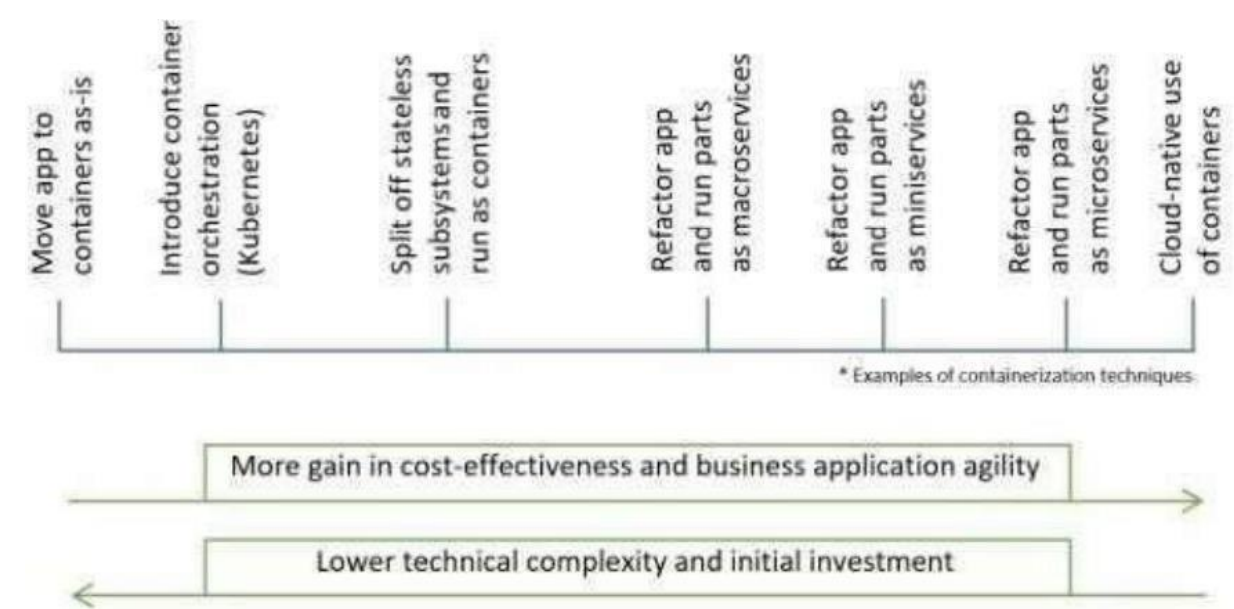 Move app to
containers as-is
Introduce container
orchestration
(Kubernetes)
Split off stateless
subsystems and
run as containers
Refactor app
and run parts
as macroservices
Refactor app
and run parts
as miniservices
Refactor app
and run parts
as microservices
Cloud-native use
of containers
* Examples of containerization techniques
More gain in cost-effectiveness and business application agility
Lower technical complexity and initial investment